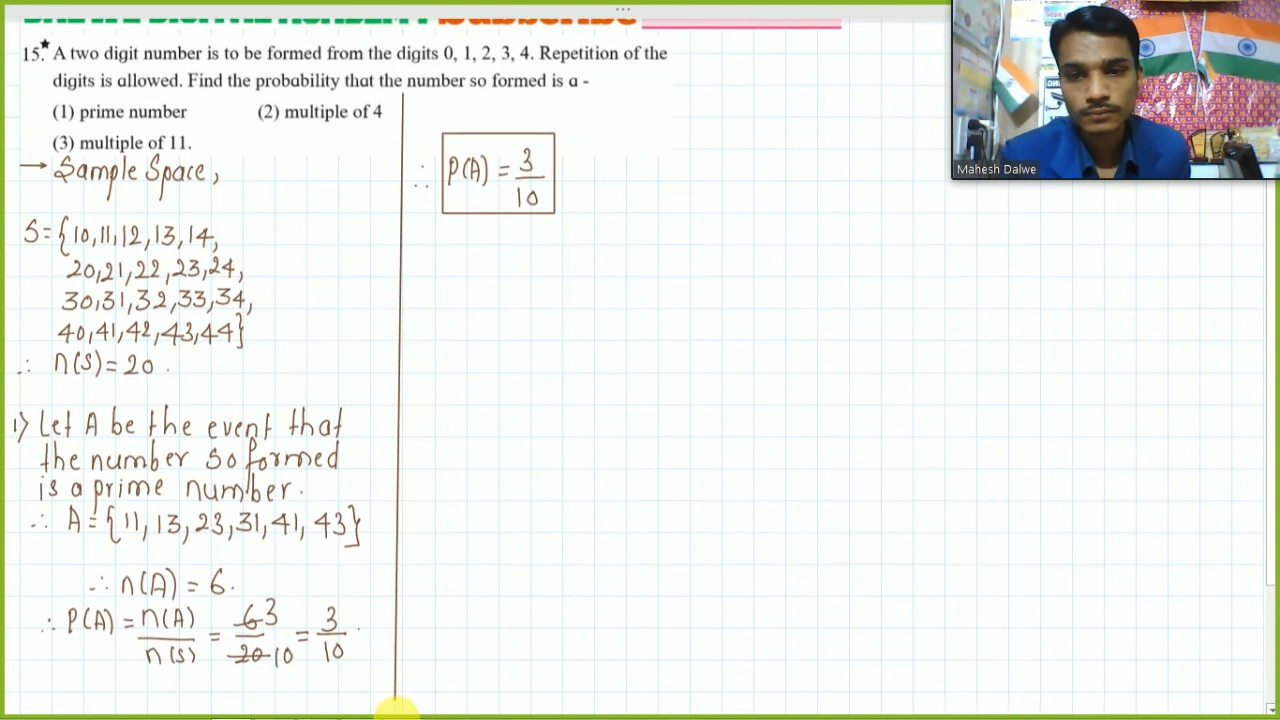 Subscribe
15.* A two digit number is to be formed from the digits 0, 1, 2, 3, 4. Repetition of the
digits is allowed. Find the probability that the number so formed is a -
(1) prime number (2) multiple of 4
(3) multiple of 11.
→ Sample Space,
S={10,11,12,13,14,
20,21,22,23,24,
30,31,32,33,34,
40,41,42,43,44}
∴ n(S)=20.
1) Let A be the event that
the number so formed
is a prime number.
∴ A={11, 13, 23, 31, 41, 43}
∴ n(A) = 6.
∴ P(A) = n(A)/n(S) = 6 3/20 10 = 3/10.
∴ P(A) = 3/10
Mahesh Dalwe